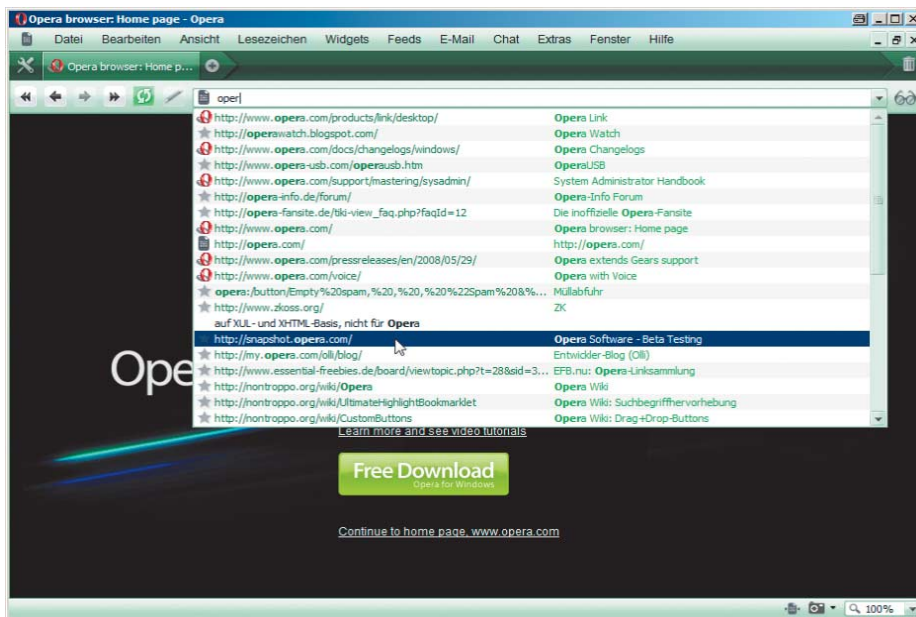 Opera browser: Home page - Opera
Datei Bearbeiten Ansicht Lesezeichen Widgets Feeds E-Mail Chat Extras Fenster Hilfe
Opera browser: Home p...
oper
http://www.opera.com/products/link/desktop/ Opera Link
http://operawatch.blogspot.com/ Opera Watch
http://www.opera.com/docs/changelogs/windows/ Opera Changelogs
http://www.opera-usb.com/operausb.htm OperaUSB
http://www.opera.com/support/mastering/sysadmin/ System Administrator Handbook
http://opera-info.de/forum/ Opera-Info Forum
http://opera-fansite.de/tiki-view_faq.php?faqId=12 Die inoffizielle Opera-Fansite
http://www.opera.com/ Opera browser: Home page
http://opera.com/ http://opera.com/
http://www.opera.com/pressreleases/en/2008/05/29/ Opera extends Gears support
http://www.opera.com/voice/ Opera with Voice
opera:/button/Empty%20spam,%20,%20,%20%22Spam%20&%... Müllabfuhr
http://www.zkoss.org/ ZK
auf XUL- und XHTML-Basis, nicht für Opera
http://snapshot.opera.com/ Opera Software - Beta Testing
http://my.opera.com/olli/blog/ Entwickler-Blog (Olli)
http://www.essential-freebies.de/board/viewtopic.php?t=28&sid=3... EFB.nu: Opera-Linksammlung
http://nontroppo.org/wiki/Opera Opera Wiki
http://nontroppo.org/wiki/UltimateHighlightBookmarklet Opera Wiki: Suchbegriffhervorhebung
http://nontroppo.org/wiki/CustomButtons Opera Wiki: Drag+Drop-Buttons
Ope
Learn more and see video tutorials
Free Download
Opera for Windows
Continue to home page, www.opera.com
100%